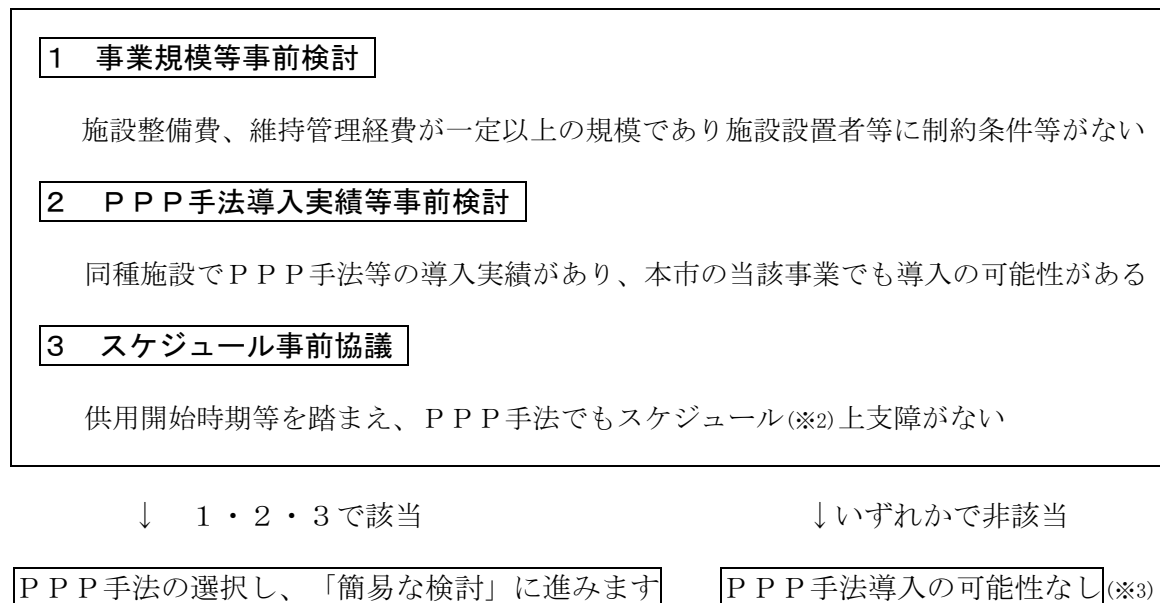 １　事業規模等事前検討
施設整備費、維持管理経費が一定以上の規模であり施設設置者等に制約条件等がない
２　ＰＰＰ手法導入実績等事前検討
同種施設でＰＰＰ手法等の導入実績があり、本市の当該事業でも導入の可能性がある
３　スケジュール事前協議
供用開始時期等を踏まえ、ＰＰＰ手法でもスケジュール(※2)上支障がない
↓　１・２・３で該当　↓いずれかで非該当
ＰＰＰ手法の選択し、「簡易な検討」に進みます　ＰＰＰ手法導入の可能性なし(※3)